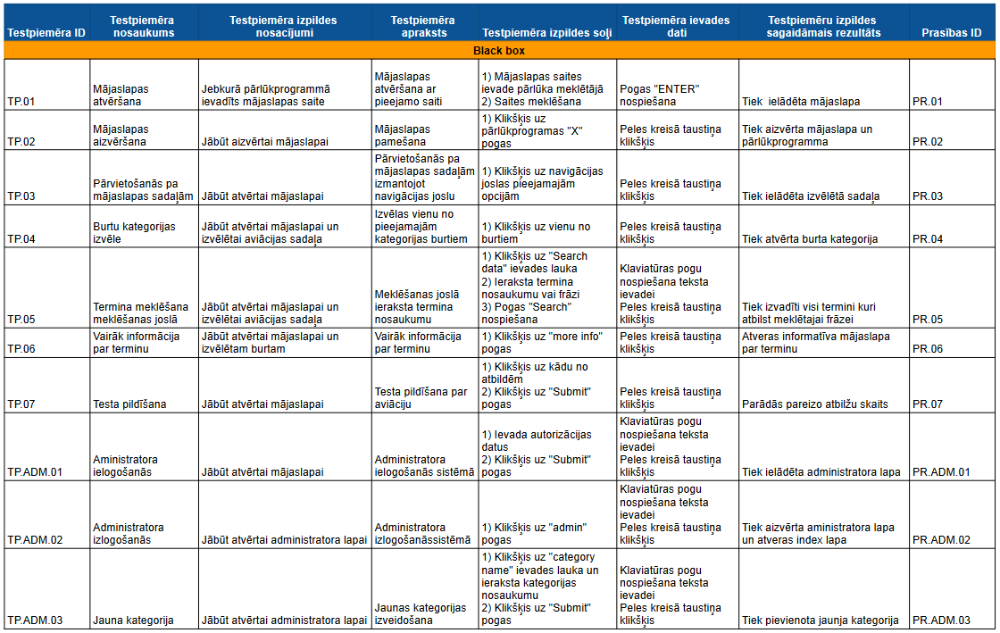 Testpiemēra ID
Testpiemēra
nosaukums
Testpiemēra izpildes
nosacījumi
Testpiemēra
apraksts
Testpiemēra izpildes soļi
Testpiemēra ievades
dati
Testpiemēru izpildes
sagaidāmais rezultāts
Prasības ID
Black box
TP.01
Mājaslapas
atvēršana
Jebkurā pārlūkprogrammā
ievadīts mājaslapas saite
Mājaslapas
atvēršana ar
pieejamo saiti
1) Mājaslapas saites
ievade pārlūka meklētājā
2) Saites meklēšana
Pogas "ENTER"
nospiešana
Tiek  ielādēta mājaslapa
PR.01
TP.02
Mājaslapas
aizvēršana
Jābūt aizvērtai mājaslapai
Mājaslapas
pamešana
1) Klikšķis uz
pārlūkprogramas "X"
pogas
Peles kreisā taustiņa
klikšķis
Tiek aizvērta mājaslapa un
pārlūkprogramma
PR.02
TP.03
Pārvietošanās pa
mājaslapas sadaļām
Jābūt atvērtai mājaslapai
Pārvietošanās pa
mājaslapas sadaļām
izmantojot
navigācijas joslu
1) Klikšķis uz navigācijas
joslas pieejamajām
opcijām
Peles kreisā taustiņa
klikšķis
Tiek ielādēta izvēlētā sadaļa
PR.03
TP.04
Burtu kategorijas
izvēle
Jābūt atvērtai mājaslapai un
izvēlētai aviācijas sadaļa
Izvēlas vienu no
pieejamajām
kategorijas burtiem
1) Klikšķis uz vienu no
burtiem
Peles kreisā taustiņa
klikšķis
Tiek atvērta burta kategorija
PR.04
TP.05
Termina meklēšana
meklēšanas joslā
Jābūt atvērtai mājaslapai un
izvēlētai aviācijas sadaļa
Meklēšanas joslā
ieraksta termina
nosaukumu
1) Klikšķis uz "Search
data" ievades lauka
2) Ieraksta termina
nosaukumu vai frāzi
3) Pogas "Search"
nospiešana
Klaviatūras pogu
nospiešana teksta
ievadei
Peles kreisā taustiņa
klikšķis
Tiek izvadīti visi termini kuri
atbilst meklētajai frāzei
PR.05
TP.06
Vairāk informācija
par terminu
Jābūt atvērtai mājaslapai un
izvēlētam burtam
Vairāk informācija
par terminu
1) Klikšķis uz "more info"
pogas
Peles kreisā taustiņa
klikšķis
Atveras informatīva mājaslapa
par terminu
PR.06
TP.07
Testa pildīšana
Jābūt atvērtai mājaslapai
Testa pildīšana par
aviāciju
1) Klikšķis uz kādu no
atbildēm
2) Klikšķis uz "Submit"
pogas
Peles kreisā taustiņa
klikšķis
Parādās pareizo atbilžu skaits
PR.07
TP.ADM.01
Aministratora
ielogošanās
Jābūt atvērtai mājaslapai
Administratora
ielogošanās sistēmā
1) Ievada autorizācijas
datus
2) Klikšķis uz "Submit"
pogas
Klaviatūras pogu
nospiešana teksta
ievadei
Peles kreisā taustiņa
klikšķis
Tiek ielādēta administratora lapa
PR.ADM.01
TP.ADM.02
Administratora
izlogošanās
Jābūt atvērtai administratora lapai
Administratora
izlogošanāssistēmā
1) Klikšķis uz "admin"
pogas
Klaviatūras pogu
nospiešana teksta
ievadei
Peles kreisā taustiņa
klikšķis
Tiek aizvērta aministratora lapa
un atveras index lapa
PR.ADM.02
TP.ADM.03
Jauna kategorija
Jābūt atvērtai administratora lapai
Jaunas kategorijas
izveidošana
1) Klikšķis uz "category
name" ievades lauka un
ieraksta kategorijas
nosaukumu
2) Klikšķis uz "Submit"
pogas
Klaviatūras pogu
nospiešana teksta
ievadei
Peles kreisā taustiņa
klikšķis
Tiek pievienota jaunja kategorija
PR.ADM.03